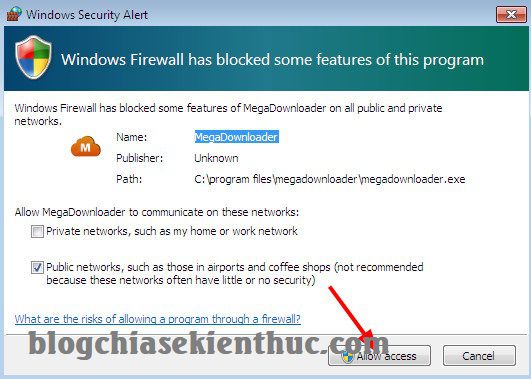 Windows Security Alert
Windows Firewall has blocked some features of this program
Windows Firewall has blocked some features of MegaDownloader on all public and private
networks.
M
Name: MegaDownloader
Publisher: Unknown
Path: C:\program files\megadownloader\megadownloader.exe
Allow MegaDownloader to communicate on these networks:
Private networks, such as my home or work network
Public networks, such as those in airports and coffee shops (not recommended
because these networks often have little or no security)
What are the risks of allowing a program through a firewall?
blogchiasekienthuc.com
Allow access Cancel